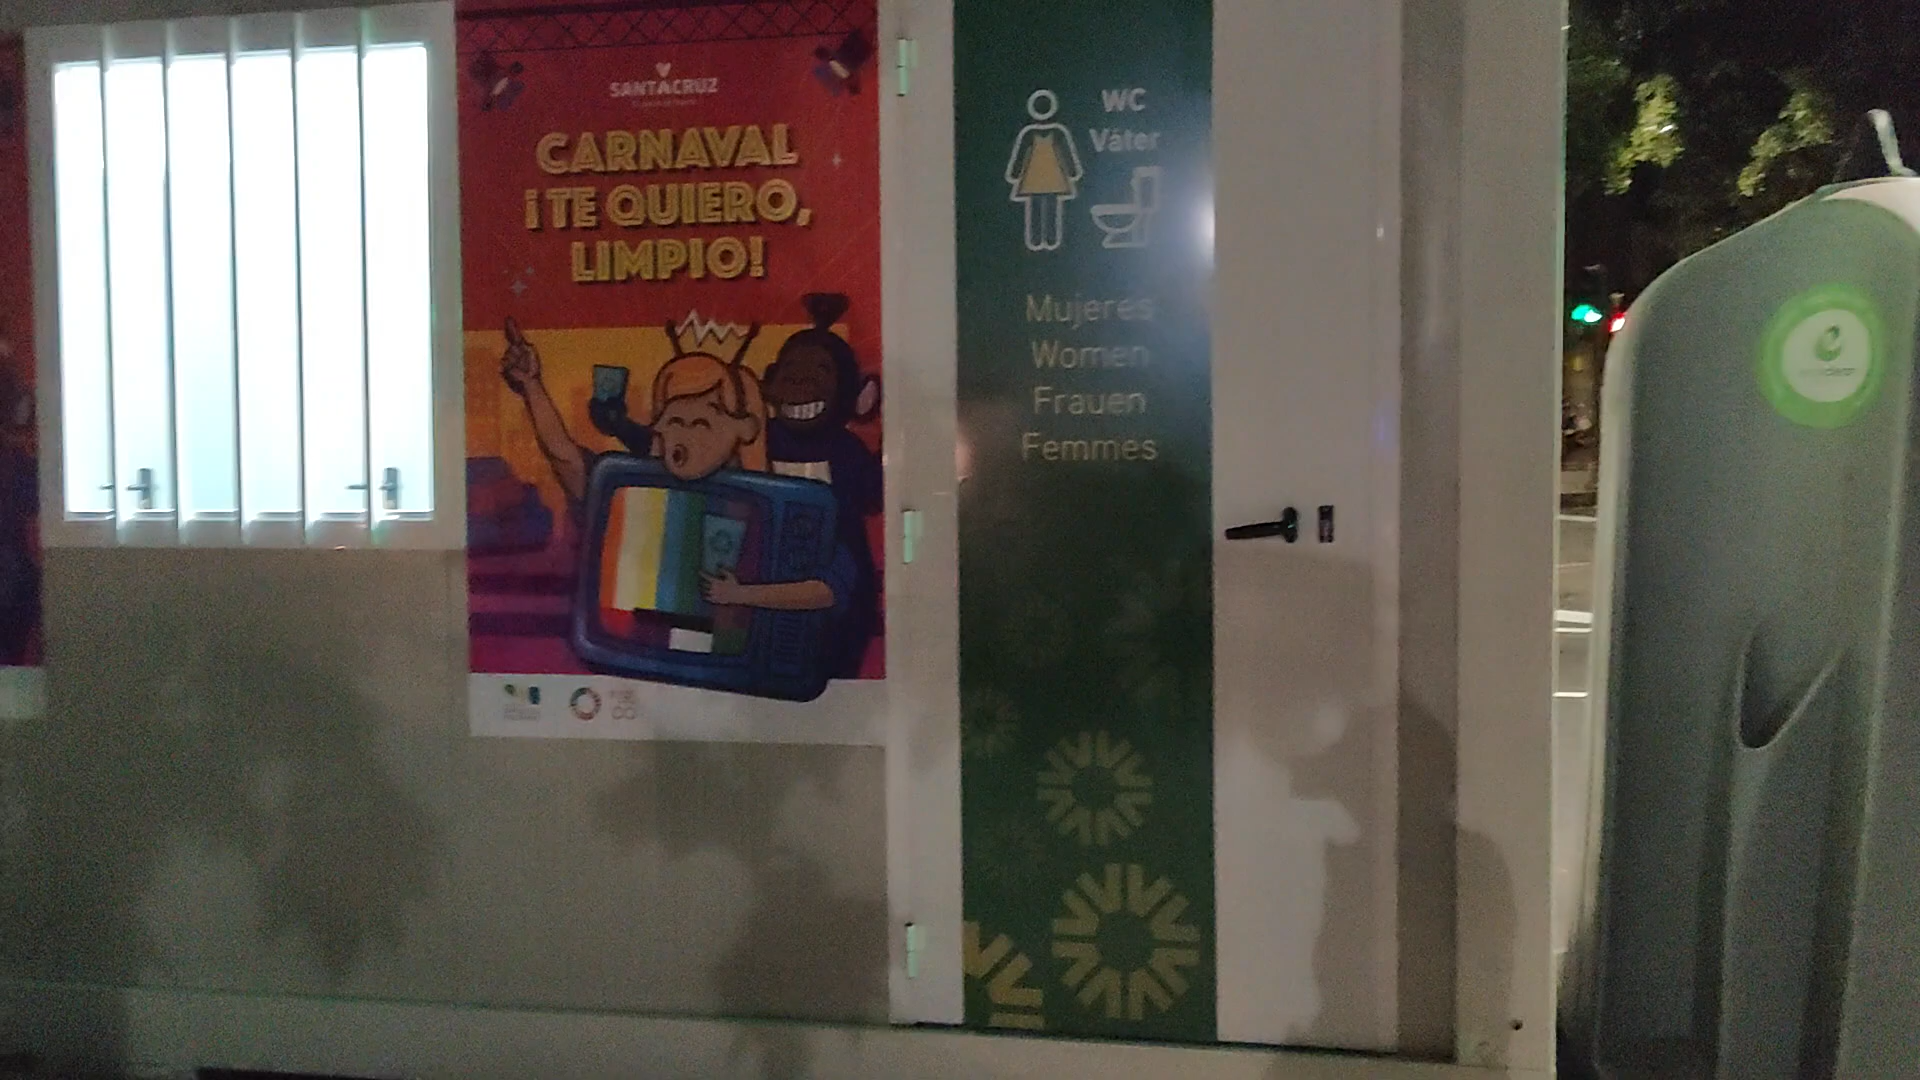 SANTACRUZ
CARNAVAL
¡TE QUIERO,
LIMPIO!
WC
Váter
Mujeres
Women
Frauen
Femmes